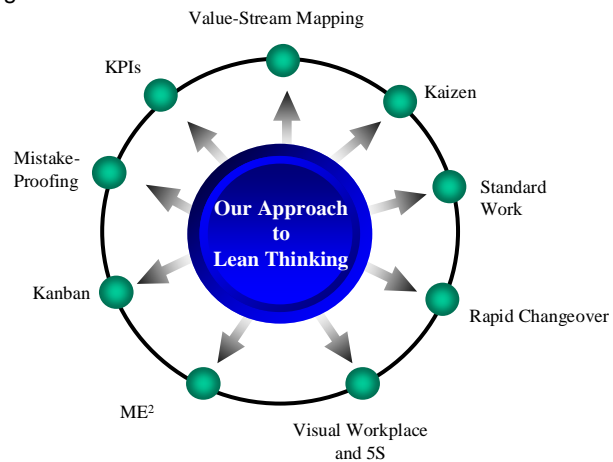 g
Value-Stream Mapping
KPIs
Kaizen
Mistake-
Proofing
Standard
Work
Our Approach
to
Lean Thinking
Kanban
Rapid Changeover
ME²
Visual Workplace
and 5S